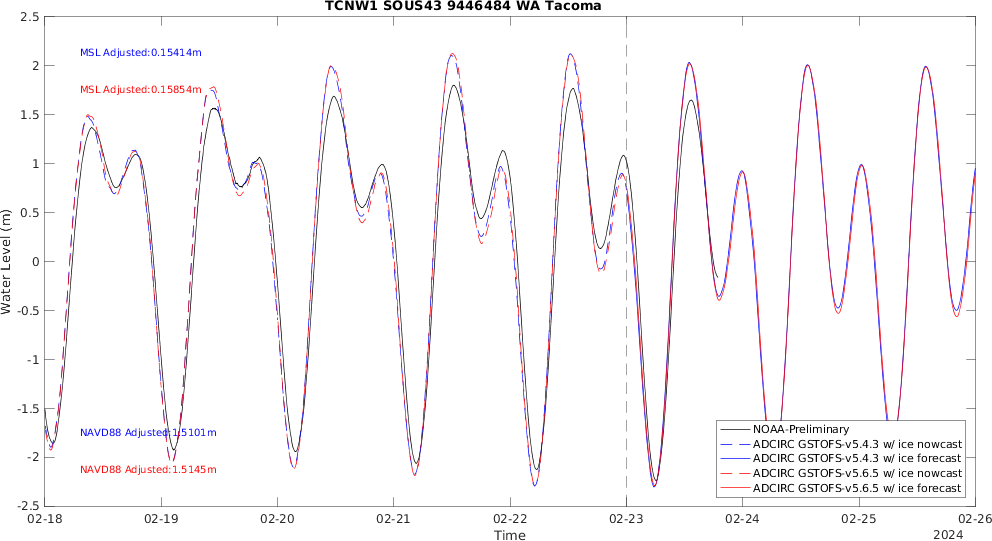 TCNW1 SOUS43 9446484 WA Tacoma
MSL Adjusted:0.15414m
MSL Adjusted:0.15854m
NAVD88 Adjusted:1.5101m
NAVD88 Adjusted:1.5145m
Water Level (m)
2.5
2
1.5
1
0.5
0
-0.5
-1
-1.5
-2
-2.5
NOAA-Preliminary
ADCIRC GSTOFS-v5.4.3 w/ ice nowcast
ADCIRC GSTOFS-v5.4.3 w/ ice forecast
ADCIRC GSTOFS-v5.6.5 w/ ice nowcast
ADCIRC GSTOFS-v5.6.5 w/ ice forecast
02-18 02-19 02-20 02-21 02-22 02-23 02-24 02-25 02-26
Time
2024